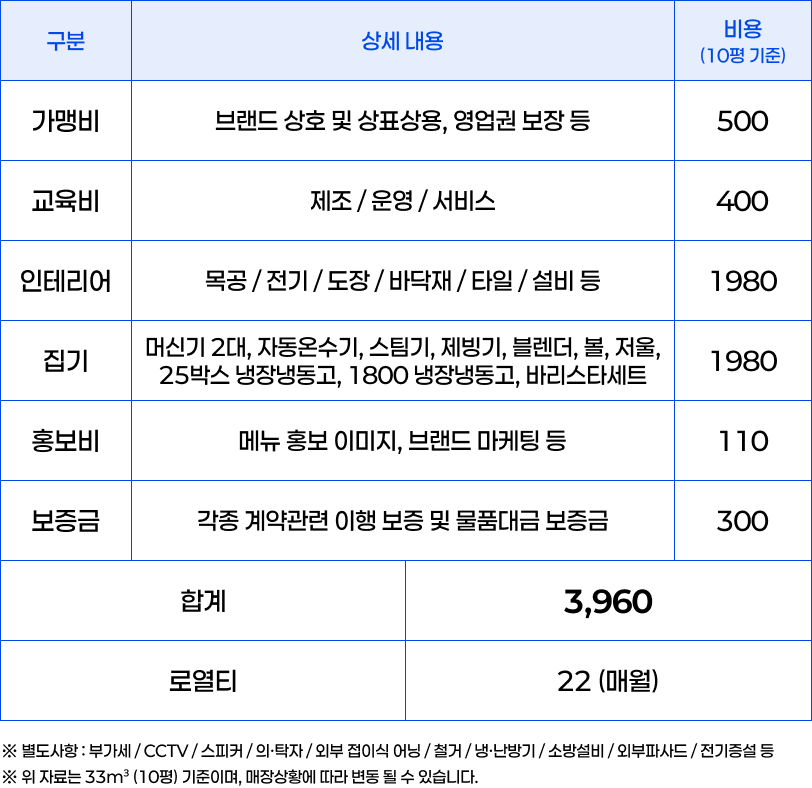 구분
상세 내용
비용
(10평 기준)
가맹비
브랜드 상호 및 상표상용, 영업권 보장 등
500
교육비
제조 / 운영 / 서비스
400
인테리어
목공 / 전기 / 도장 / 바닥재 / 타일 / 설비 등
1980
집기
머신기 2대, 자동온수기, 스팀기, 제빙기, 블렌더, 볼, 저울,
25박스 냉장냉동고, 1800 냉장냉동고, 바리스타세트
1980
홍보비
메뉴 홍보 이미지, 브랜드 마케팅 등
110
보증금
각종 계약관련 이행 보증 및 물품대금 보증금
300
합계
3,960
로열티
22 (매월)
※ 별도사항 : 부가세 / CCTV / 스피커 / 의·탁자 / 외부 접이식 어닝 / 철거 / 냉·난방기 / 소방설비 / 외부파사드 / 전기증설 등
※ 위 자료는 33m³ (10평) 기준이며, 매장상황에 따라 변동 될 수 있습니다.